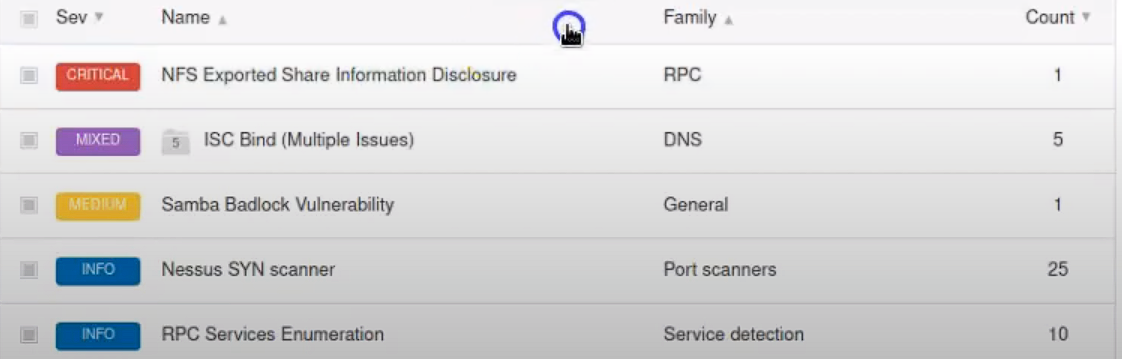 Sev Name Family Count
CRITICAL NFS Exported Share Information Disclosure RPC 1
MIXED 5 ISC Bind (Multiple Issues) DNS 5
MEDIUM Samba Badlock Vulnerability General 1
INFO Nessus SYN scanner Port scanners 25
INFO RPC Services Enumeration Service detection 10